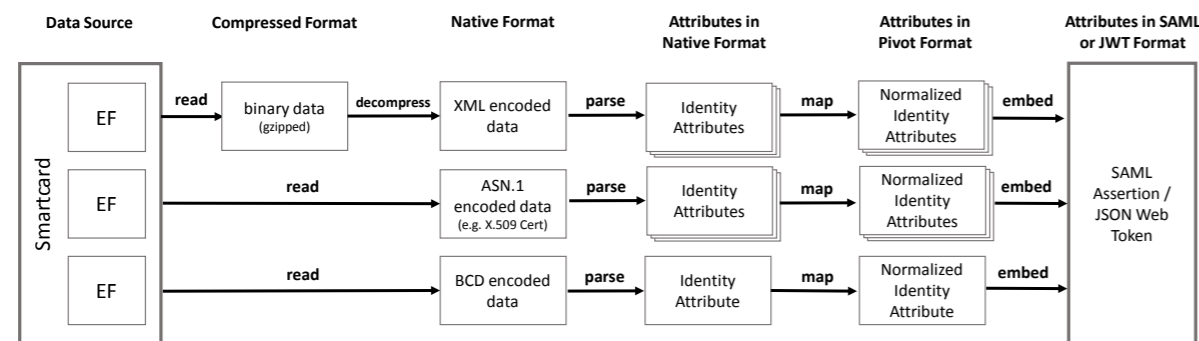 Data Source
Compressed Format
Native Format
Attributes in
Native Format
Attributes in
Pivot Format
Attributes in SAML
or JWT Format
Smartcard
EF
read
binary data
(gzipped)
decompress
XML encoded
data
parse
Identity
Attributes
map
Normalized
Identity
Attributes
embed
EF
read
ASN.1
encoded data
(e.g. X.509 Cert)
parse
Identity
Attributes
map
Normalized
Identity
Attributes
embed
EF
read
BCD encoded
data
parse
Identity
Attribute
map
Normalized
Identity
Attribute
embed
SAML
Assertion /
JSON Web
Token